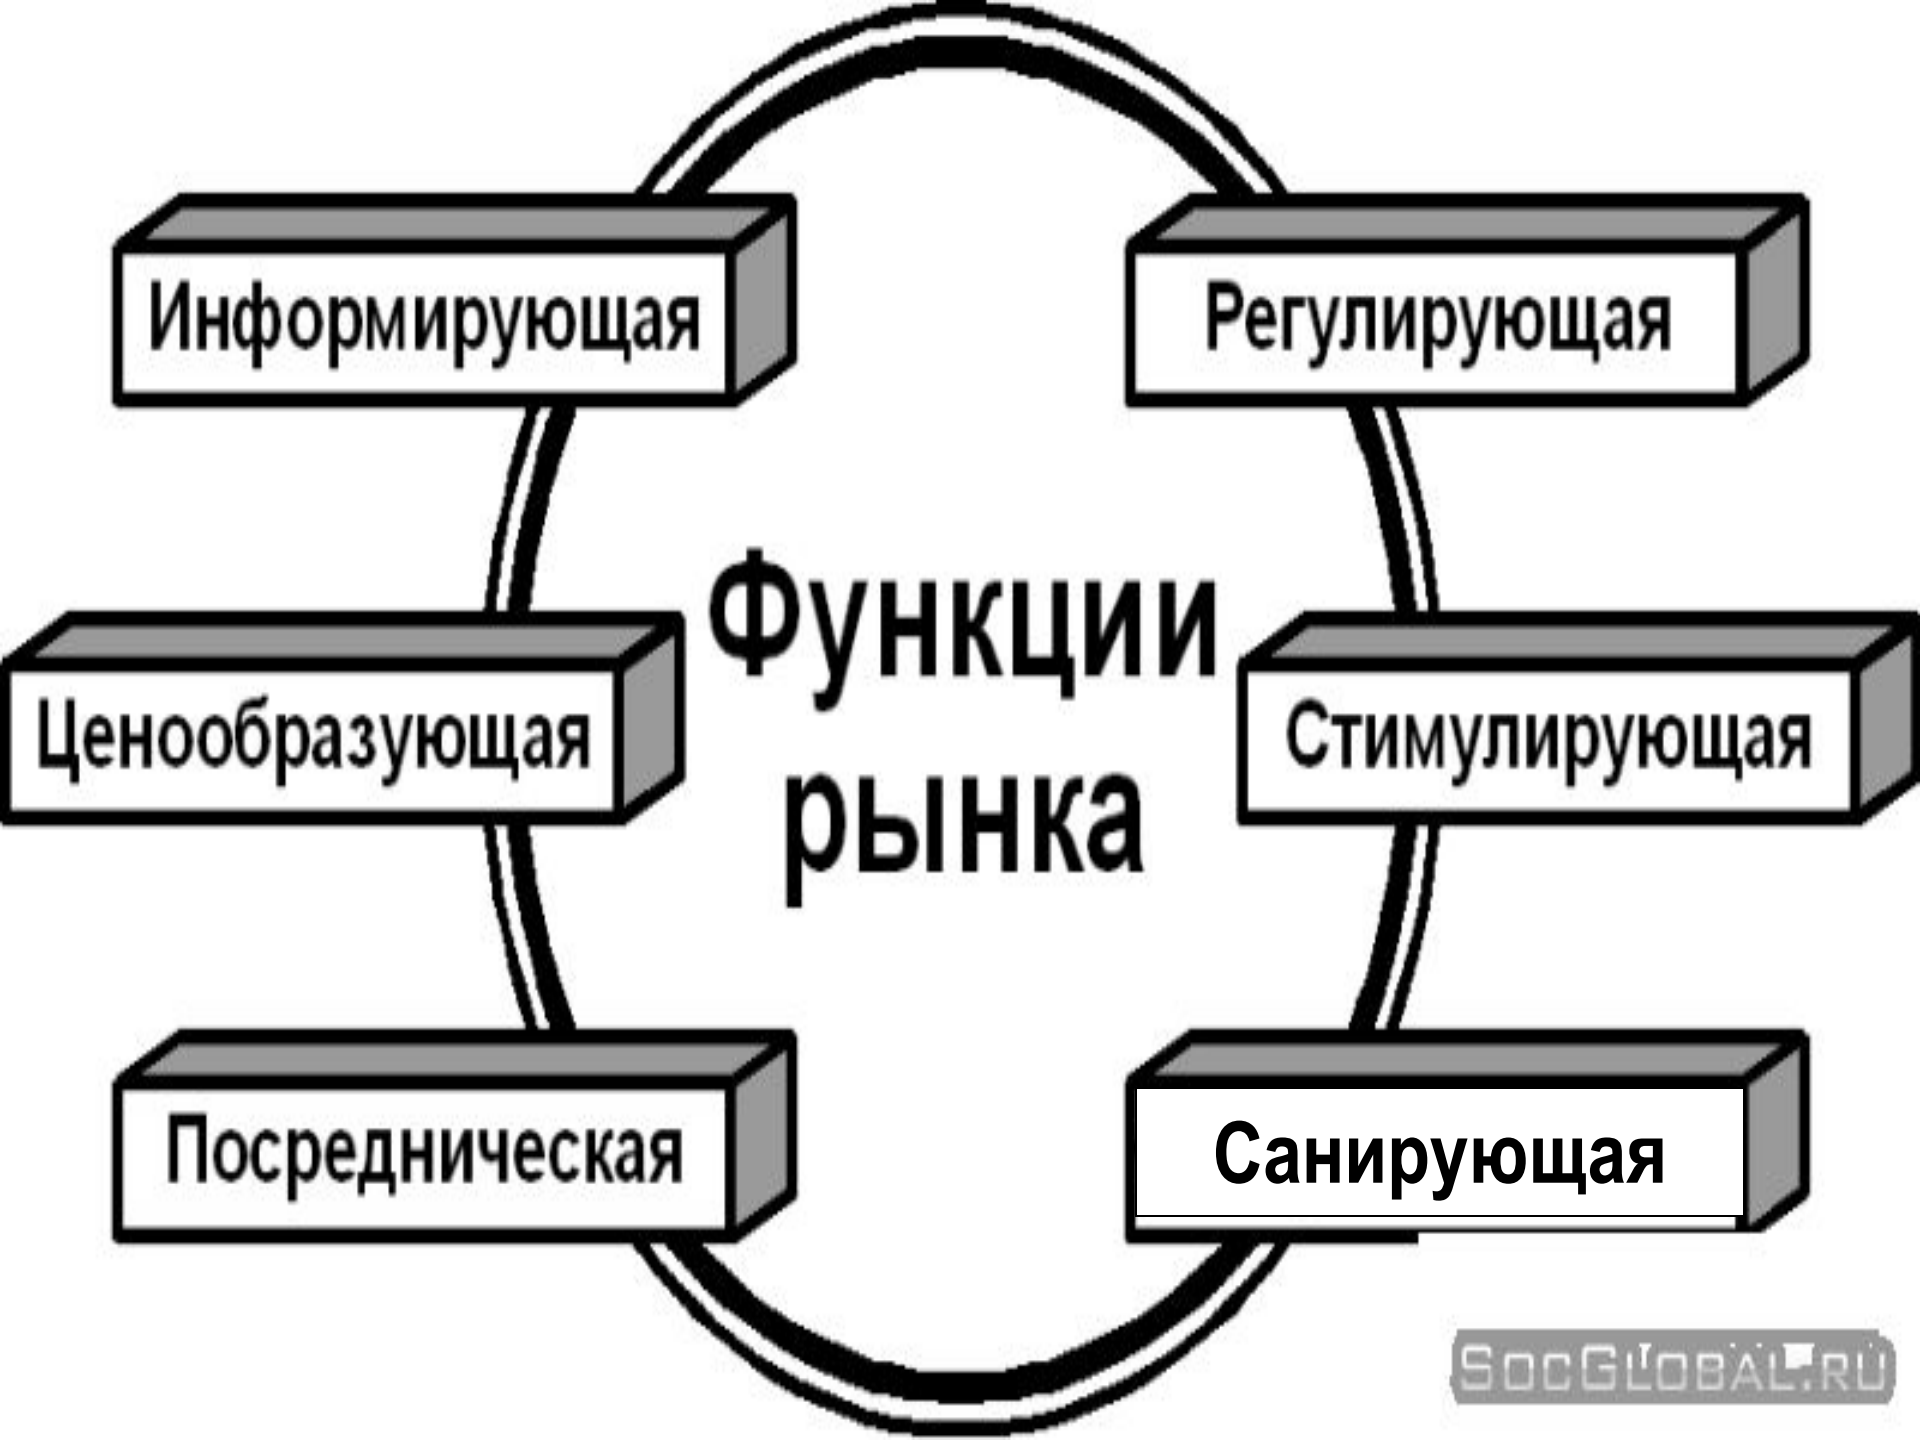 Информирующая
Регулирующая
Функции
рынка
Ценообразующая
Стимулирующая
Посредническая
Санирующая
SOCGLOBAL.RU